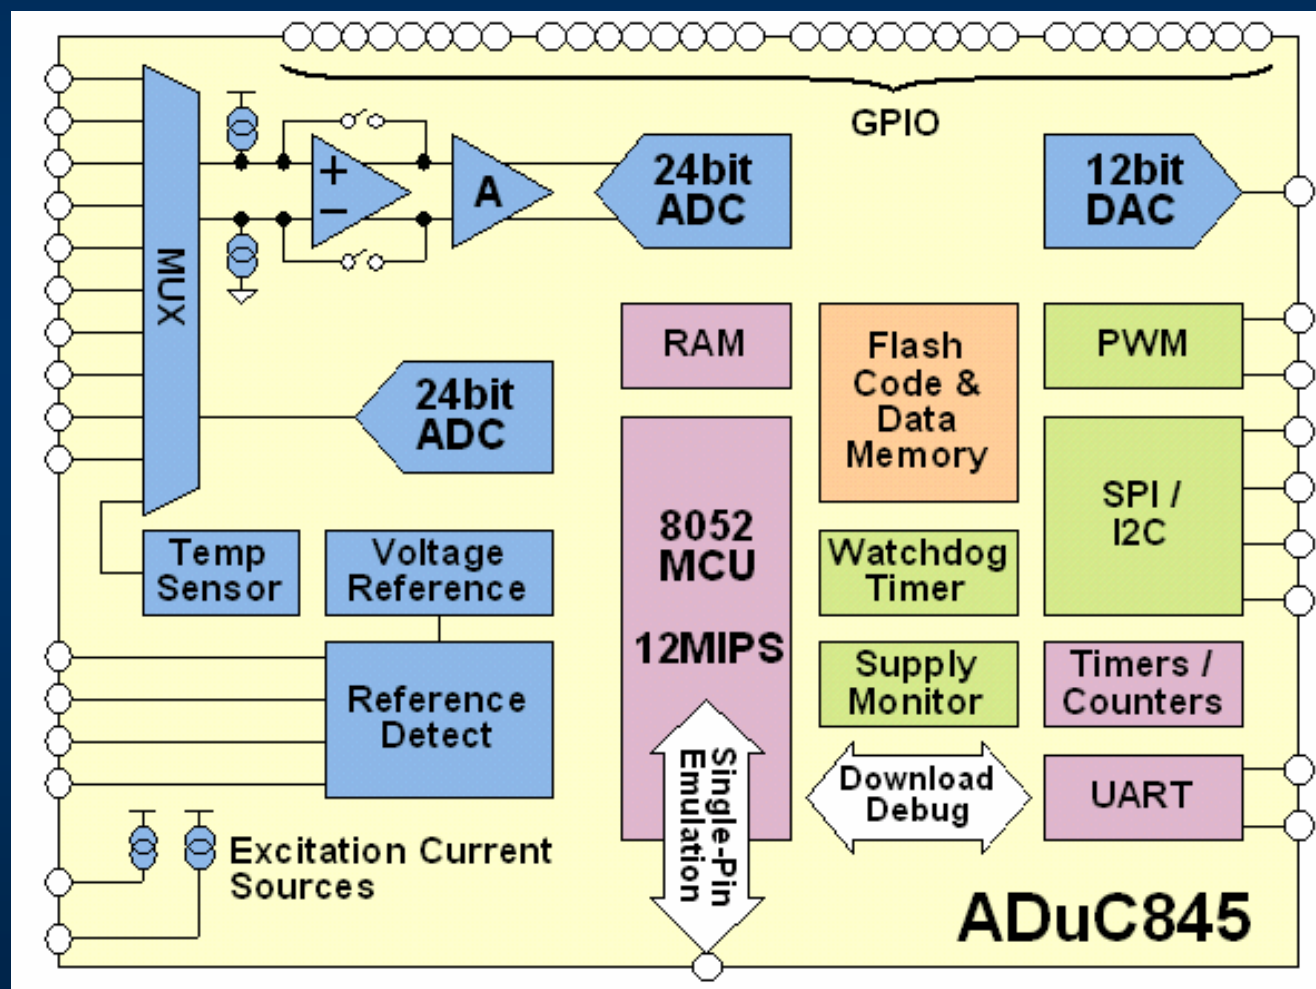 GPIO
MUX
+
−
A
24bit
ADC
12bit
DAC
24bit
ADC
RAM
Flash
Code &
Data
Memory
PWM
8052
MCU
12MIPS
SPI /
I2C
Temp
Sensor
Voltage
Reference
Watchdog
Timer
Reference
Detect
Supply
Monitor
Timers /
Counters
Single-Pin
Emulation
Download
Debug
UART
Excitation Current
Sources
ADuC845